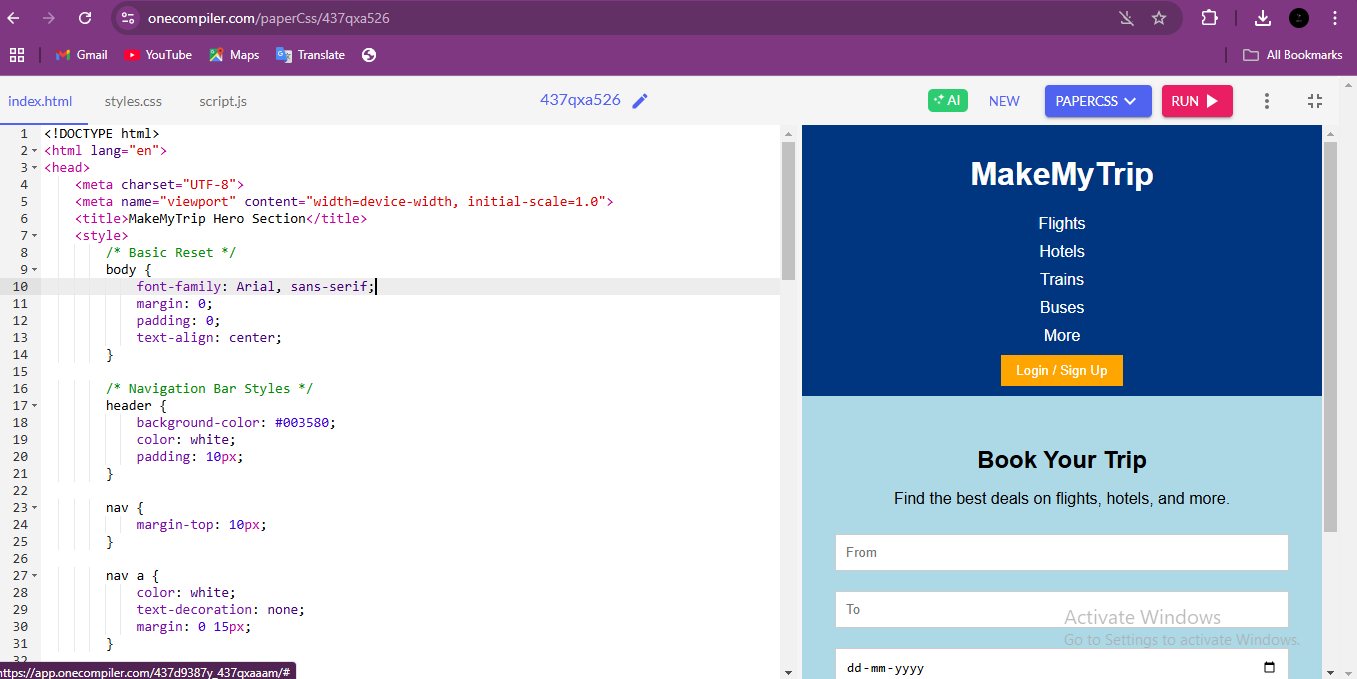 onecompiler.com/paperCss/437qxa526
Gmail YouTube Maps Translate All Bookmarks
index.html styles.css script.js 437qxa526 AI NEW PAPERCSS RUN
1 <!DOCTYPE html>
2 <html lang="en">
3 <head>
4 <meta charset="UTF-8">
5 <meta name="viewport" content="width=device-width, initial-scale=1.0">
6 <title>MakeMyTrip Hero Section</title>
7 <style>
8 /* Basic Reset */
9 body {
10 font-family: Arial, sans-serif;
11 margin: 0;
12 padding: 0;
13 text-align: center;
14 }
15
16 /* Navigation Bar Styles */
17 header {
18 background-color: #003580;
19 color: white;
20 padding: 10px;
21 }
22
23 nav {
24 margin-top: 10px;
25 }
26
27 nav a {
28 color: white;
29 text-decoration: none;
30 margin: 0 15px;
31 }
32
https://app.onecompiler.com/437d9387y_437qxaaam/#
MakeMyTrip
Flights
Hotels
Trains
Buses
More
Login / Sign Up
Book Your Trip
Find the best deals on flights, hotels, and more.
From
To
dd-mm-yyyy
Activate Windows
Go to Settings to activate Windows.